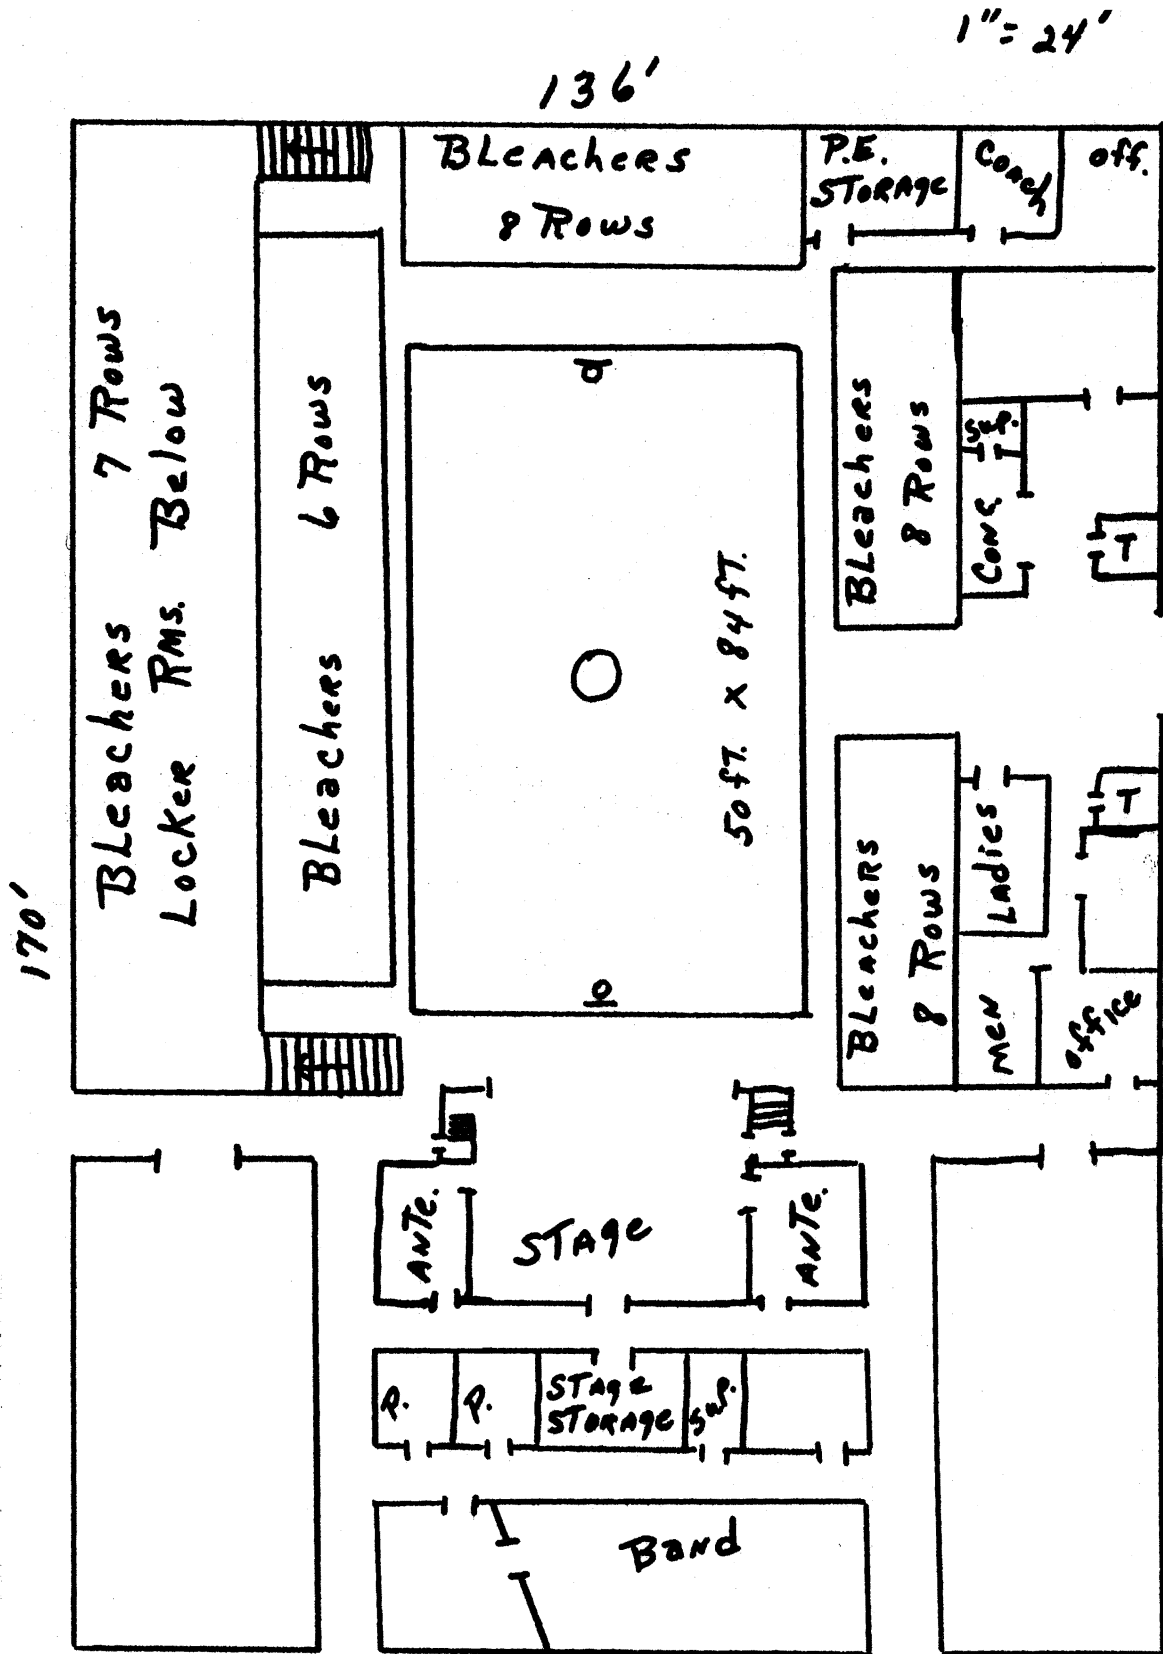 1" = 24'
136'
BLeachers
8 Rows
P.E.
STORAge
Coach
off.
BLeachers 7 Rows
Locker Rms. Below
BLeachers 6 Rows
BLeachers
8 Rows
Sup.
CONC.
T
50 fT. x 84 fT.
170'
BLeachers
8 Rows
LAdies
T
MeN
office
ANTe.
STAge
ANTe.
P.
P.
STAge
STORAge
Sup.
BaNd